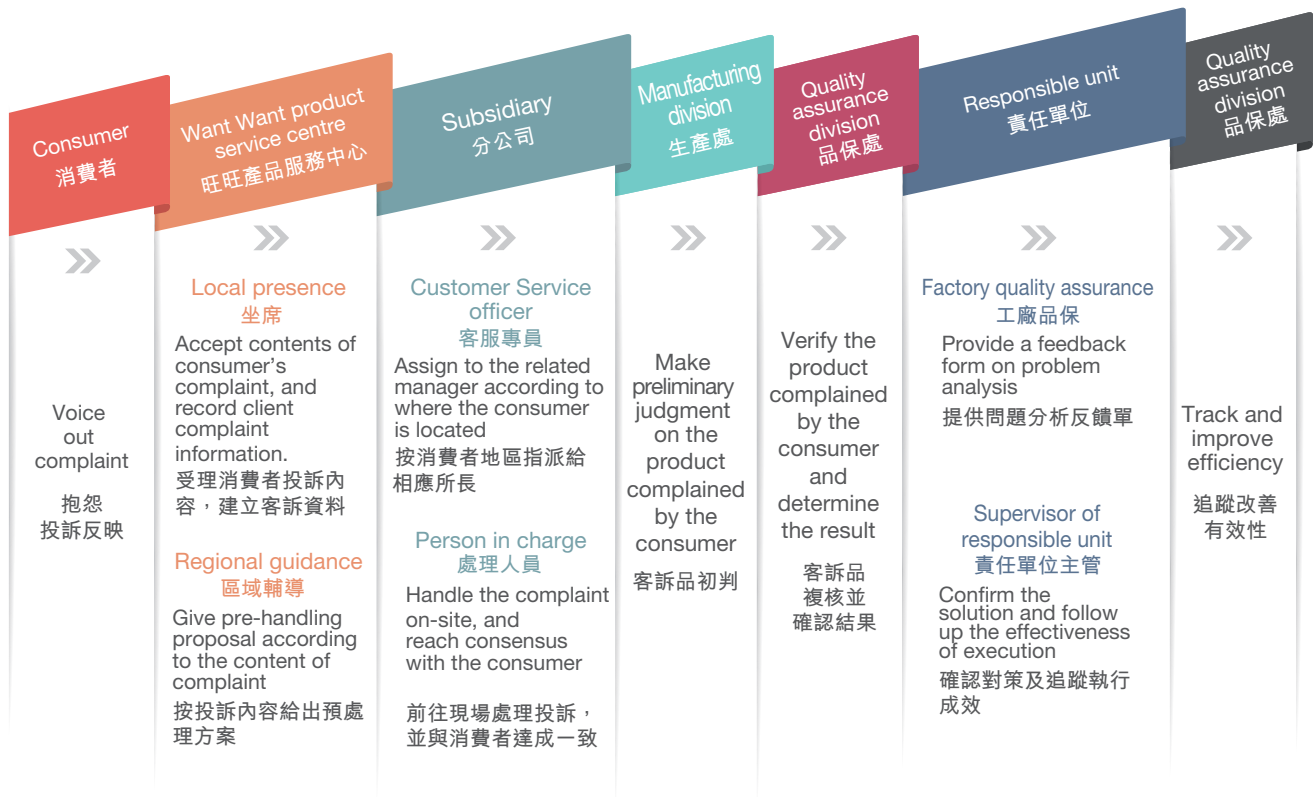 Consumer
消費者
Voice
out
complaint
抱怨
投訴反映
Want Want product
service centre
旺旺產品服務中心
Local presence
坐席
Accept contents of
consumer’s
complaint, and
record client
complaint
information.
受理消費者投訴內
容，建立客訴資料
Regional guidance
區域輔導
Give pre-handling
proposal according
to the content of
complaint
按投訴內容給出預處
理方案
Subsidiary
分公司
Customer Service
officer
客服專員
Assign to the related
manager according to
where the consumer
is located
按消費者地區指派給
相應所長
Person in charge
處理人員
Handle the complaint
on-site, and
reach consensus
with the consumer
前往現場處理投訴，
並與消費者達成一致
Manufacturing
division
生產處
Make
preliminary
judgment
on the
product
complained
by the
consumer
客訴品初判
Quality
assurance
division
品保處
Verify the
product
complained
by the
consumer
and
determine
the result
客訴品
複核並
確認結果
Responsible unit
責任單位
Factory quality assurance
工廠品保
Provide a feedback
form on problem
analysis
提供問題分析反饋單
Supervisor of
responsible unit
責任單位主管
Confirm the
solution and follow
up the effectiveness
of execution
確認對策及追蹤執行
成效
Quality
assurance
division
品保處
Track and
improve
efficiency
追蹤改善
有效性